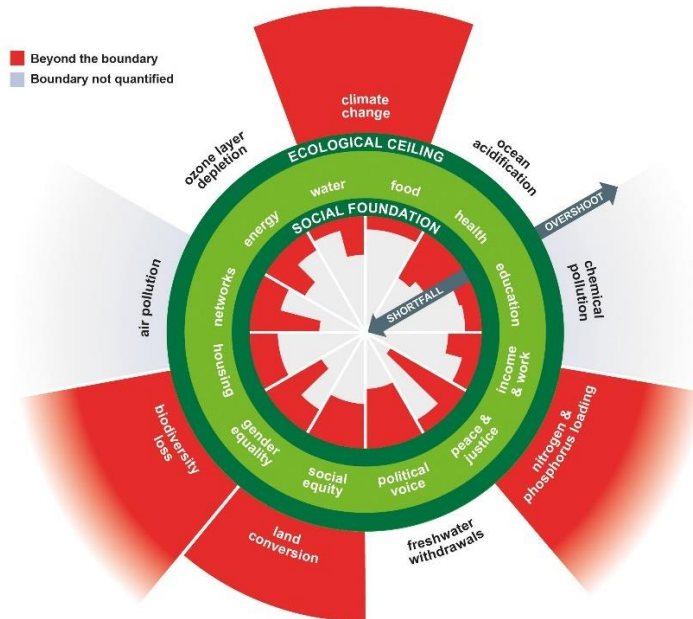 Beyond the boundary
Boundary not quantified
climate
change
ozone layer
depletion
ocean
acidification
ECOLOGICAL CEILING
OVERSHOOT
water
food
energy
health
SOCIAL FOUNDATION
networks
education
SHORTFALL
air pollution
chemical
pollution
housing
income
& work
gender
equality
peace &
justice
social
equity
political
voice
biodiversity
loss
nitrogen &
phosphorus loading
land
conversion
freshwater
withdrawals